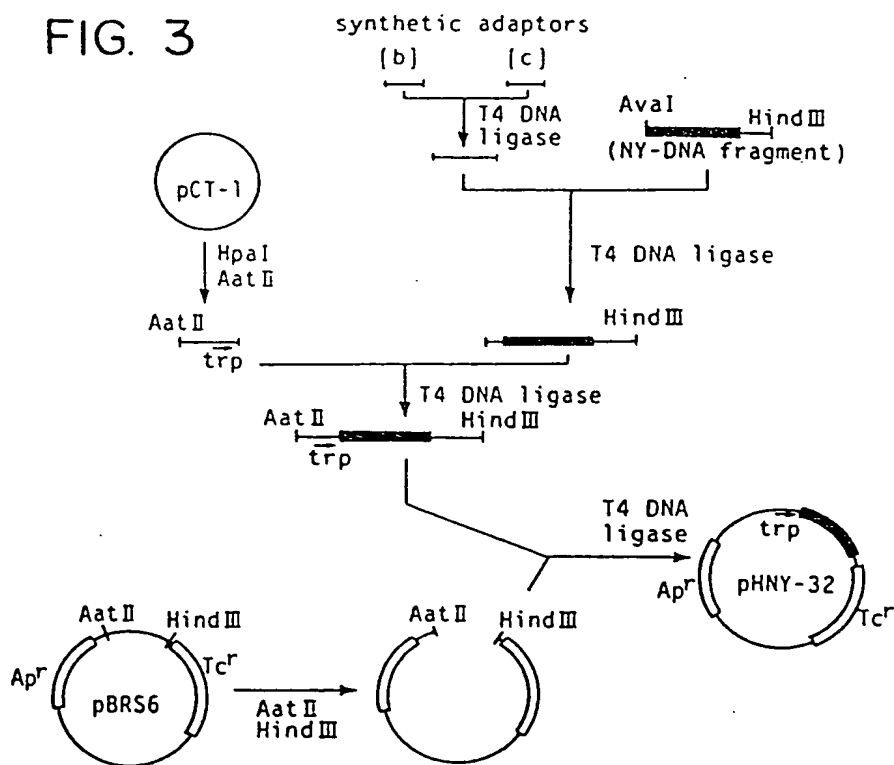 FIG. 3
synthetic adaptors
(b) (c)
T4 DNA
ligase
AvaI
HindⅢ
(NY-DNA fragment)
pCT-1
HpaI
AatⅡ
T4 DNA ligase
AatⅡ
trp
HindⅢ
T4 DNA ligase
AatⅡ
HindⅢ
trp
T4 DNA
ligase
trp
Apr
pHNY-32
Tcr
AatⅡ
HindⅢ
Apr
Tcr
pBRS6
AatⅡ
HindⅢ
AatⅡ
HindⅢ